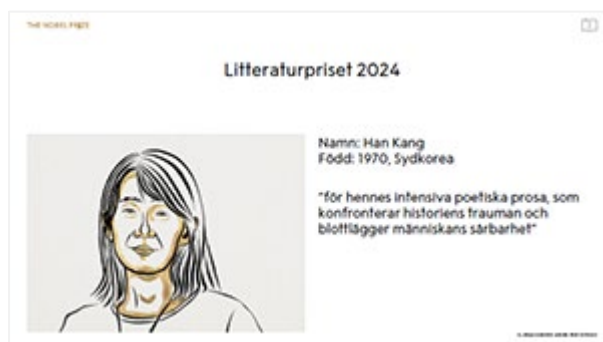 THE NOBEL PRIZE
Litteraturpriset 2024
Namn: Han Kang
Född: 1970, Sydkorea
"för hennes intensiva poetiska prosa, som
konfronterar historiens trauman och
blottlägger människans sårbarhet"